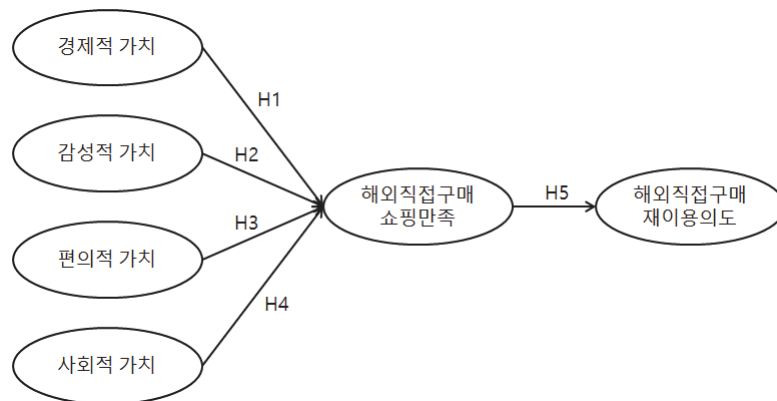 경제적 가치
H1
감성적 가치
H2
해외직접구매
쇼핑만족
H5
해외직접구매
재이용의도
H3
편의적 가치
H4
사회적 가치